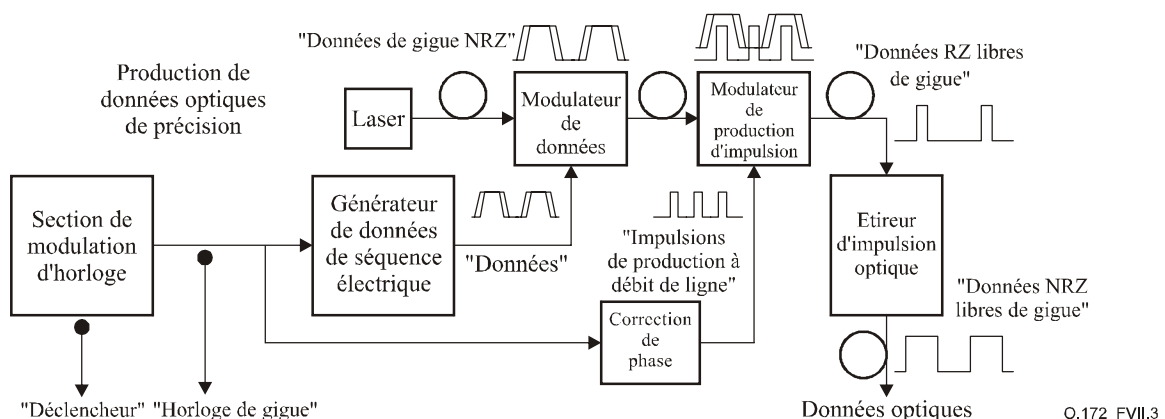 "Données de gigue NRZ"
"Données RZ libres
de gigue"
Production de
données optiques
de précision
Laser
Modulateur
de
données
Modulateur
de
production
d'impulsion
Section de
modulation
d'horloge
Générateur
de données
de séquence
électrique
"Données"
"Impulsions
de production à
débit de ligne"
Etireur
d'impulsion
optique
"Données NRZ
libres de gigue"
Correction
de
phase
"Déclencheur"
"Horloge de gigue"
Données optiques
O.172_FVII.3